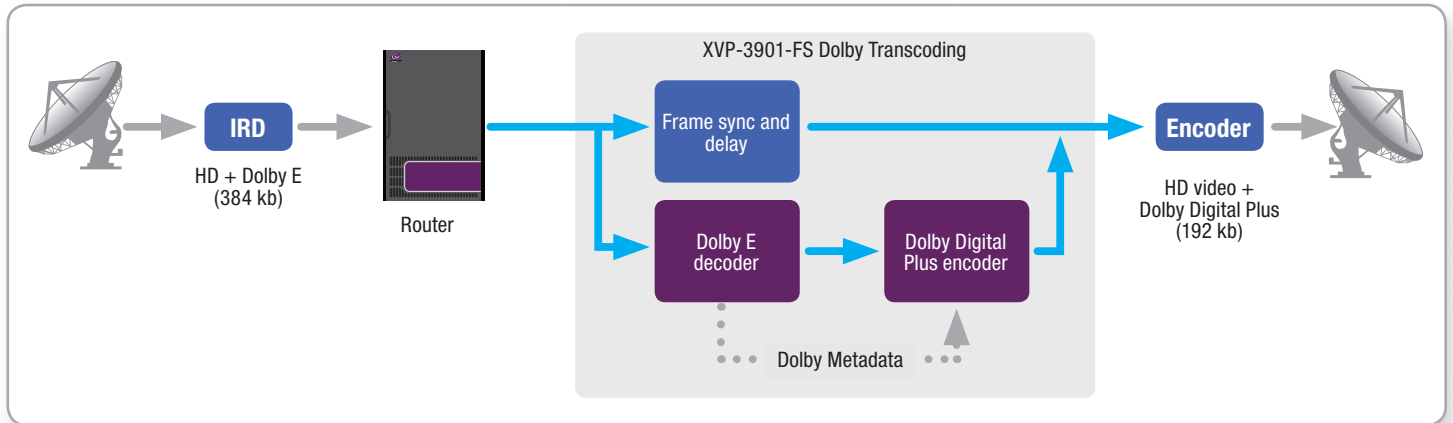 XVP-3901-FS Dolby Transcoding
IRD
HD + Dolby E
(384 kb)
Router
Frame sync and
delay
Dolby E
decoder
Dolby Digital
Plus encoder
Dolby Metadata
Encoder
HD video +
Dolby Digital Plus
(192 kb)